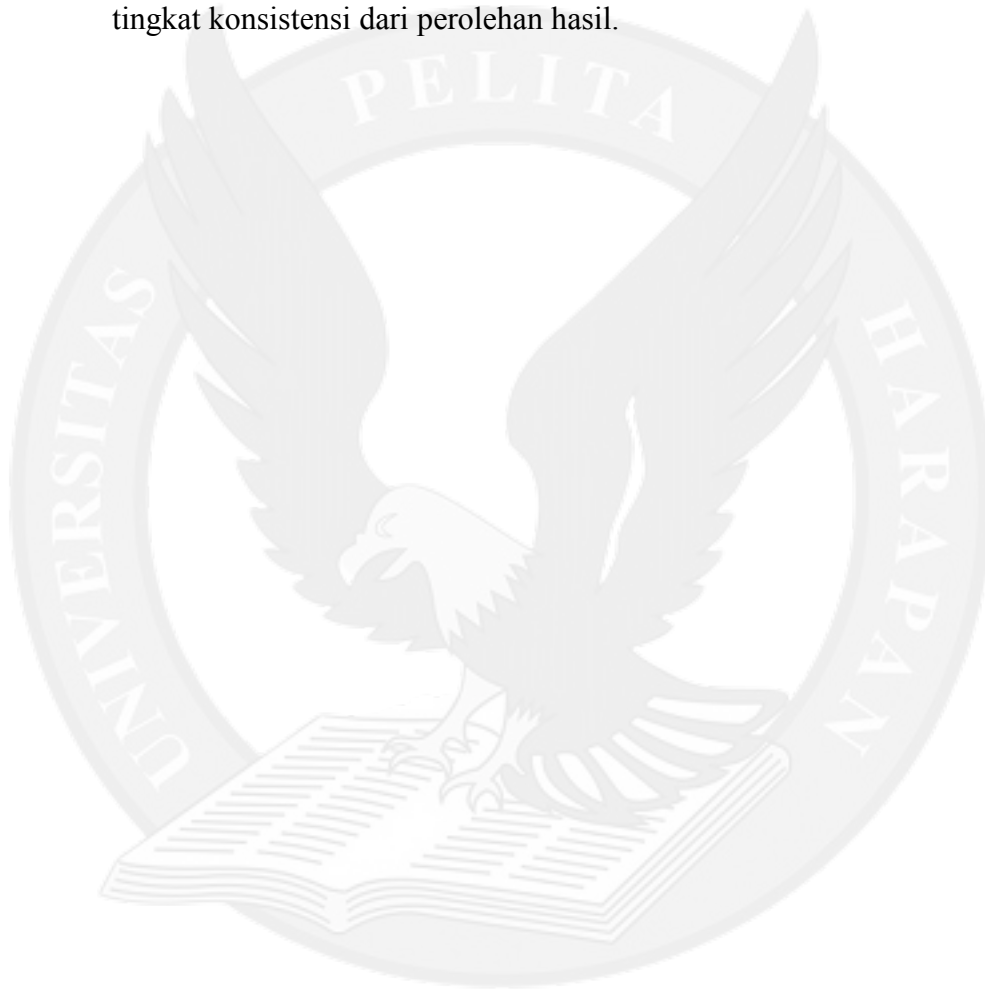 tingkat konsistensi dari perolehan hasil.
PELITA
UNIVERSITAS
HARAPAN